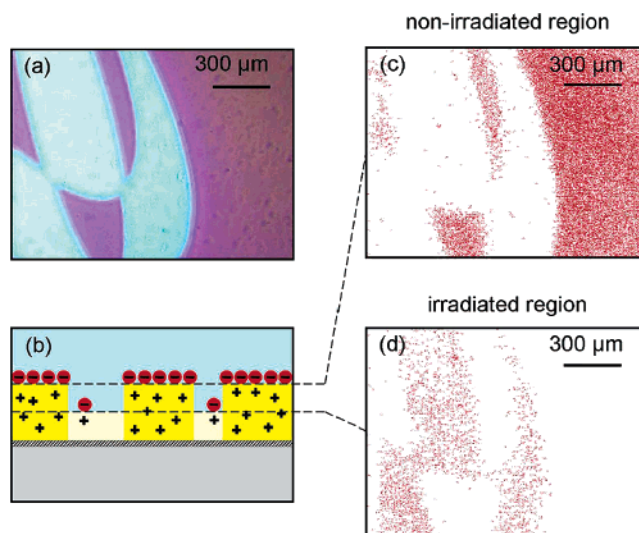 non-irradiated region
(a)
300 μm
(c)
300 μm
irradiated region
(b)
(d)
300 μm